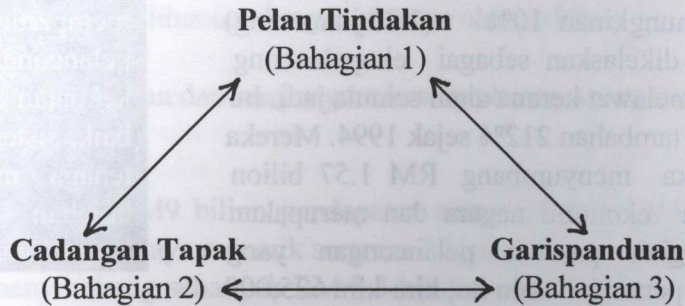 Pelan Tindakan
(Bahagian 1)
Cadangan Tapak
(Bahagian 2)
Garispanduan
(Bahagian 3)